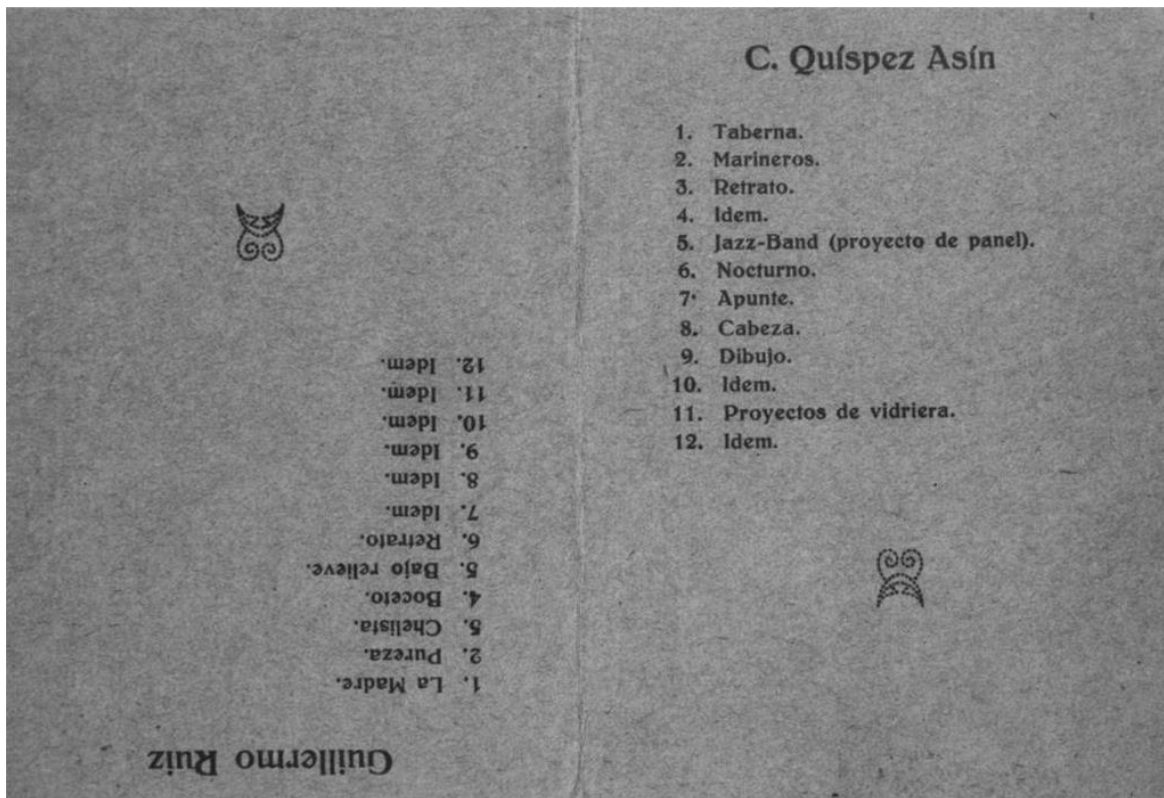 C. Quíspez Asín
1. Taberna.
2. Marineros.
3. Retrato.
4. Idem.
5. Jazz-Band (proyecto de panel).
6. Nocturno.
7· Apunte.
8. Cabeza.
9. Dibujo.
10. Idem.
11. Proyectos de vidriera.
12. Idem.
Guillermo Ruiz
1. La Madre.
2. Pureza.
5. Chelista.
4. Boceto.
5. Bajo relieve.
6. Retrato.
7. Idem.
8. Idem.
9. Idem.
10. Idem.
11. Idem.
12. Idem.